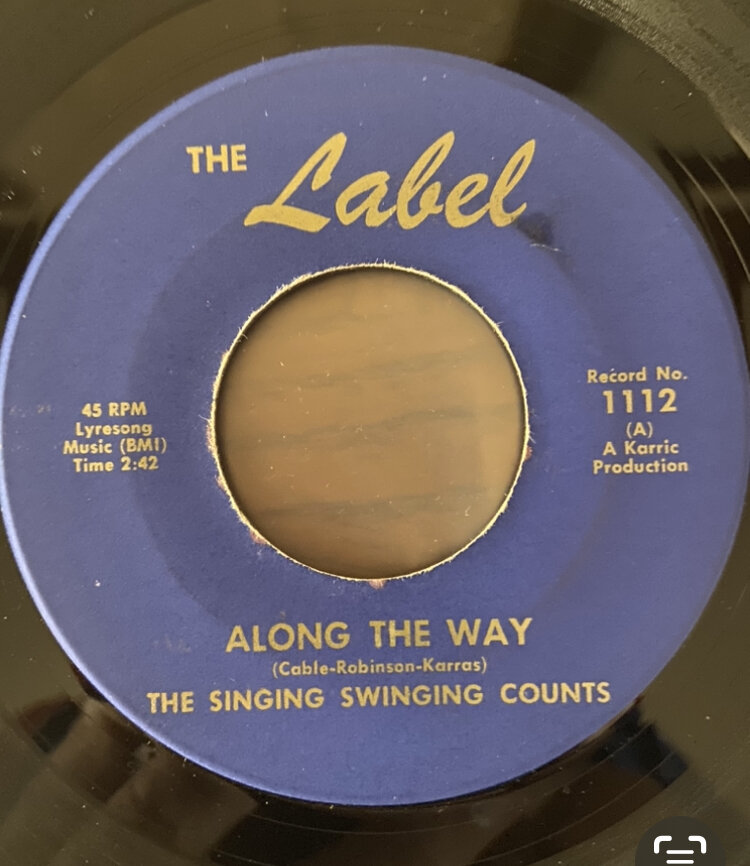 THE Label
45 RPM
Lyresong
Music (BMI)
Time 2:42
Record No.
1112
(A)
A Karric
Production
ALONG THE WAY
(Cable-Robinson-Karras)
THE SINGING SWINGING COUNTS